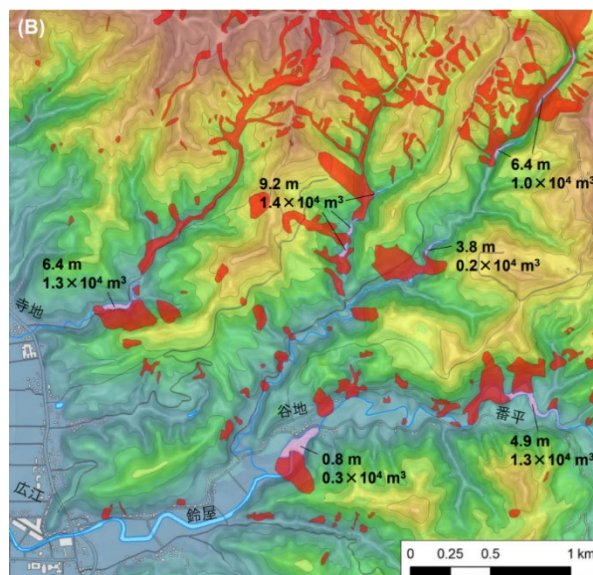 (B)
6.4 m
1.0×10⁴ m³
9.2 m
1.4×10⁴ m³
3.8 m
0.2×10⁴ m³
6.4 m
1.3×10⁴ m³
寺地
谷地
番平
4.9 m
1.3×10⁴ m³
0.8 m
0.3×10⁴ m³
広江
鈴屋
0 0.25 0.5 1 km